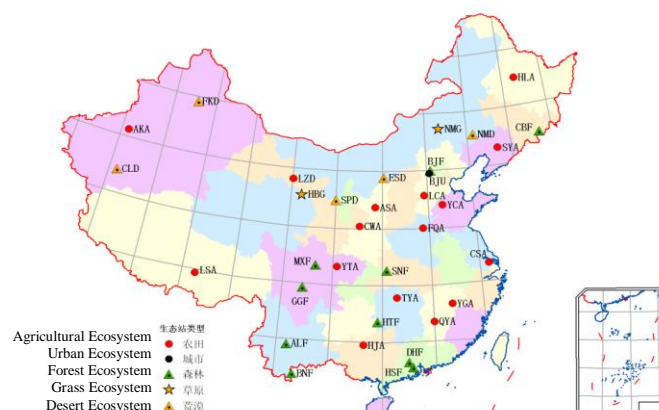 HLA
FKD
AKA
NMG
NMD
CBF
SYA
BJF
BJU
CLD
LZD
ESD
HBG
SPD
LCA
YCA
ASA
CWA
FQA
MXF
YTA
SNF
CSA
LSA
GGF
TYA
YGA
HTF
QYA
ALF
HJA
DHF
BNF
HSF
生态站类型
Agricultural Ecosystem 农田
Urban Ecosystem 城市
Forest Ecosystem 森林
Grass Ecosystem 草原
Desert Ecosystem 荒漠